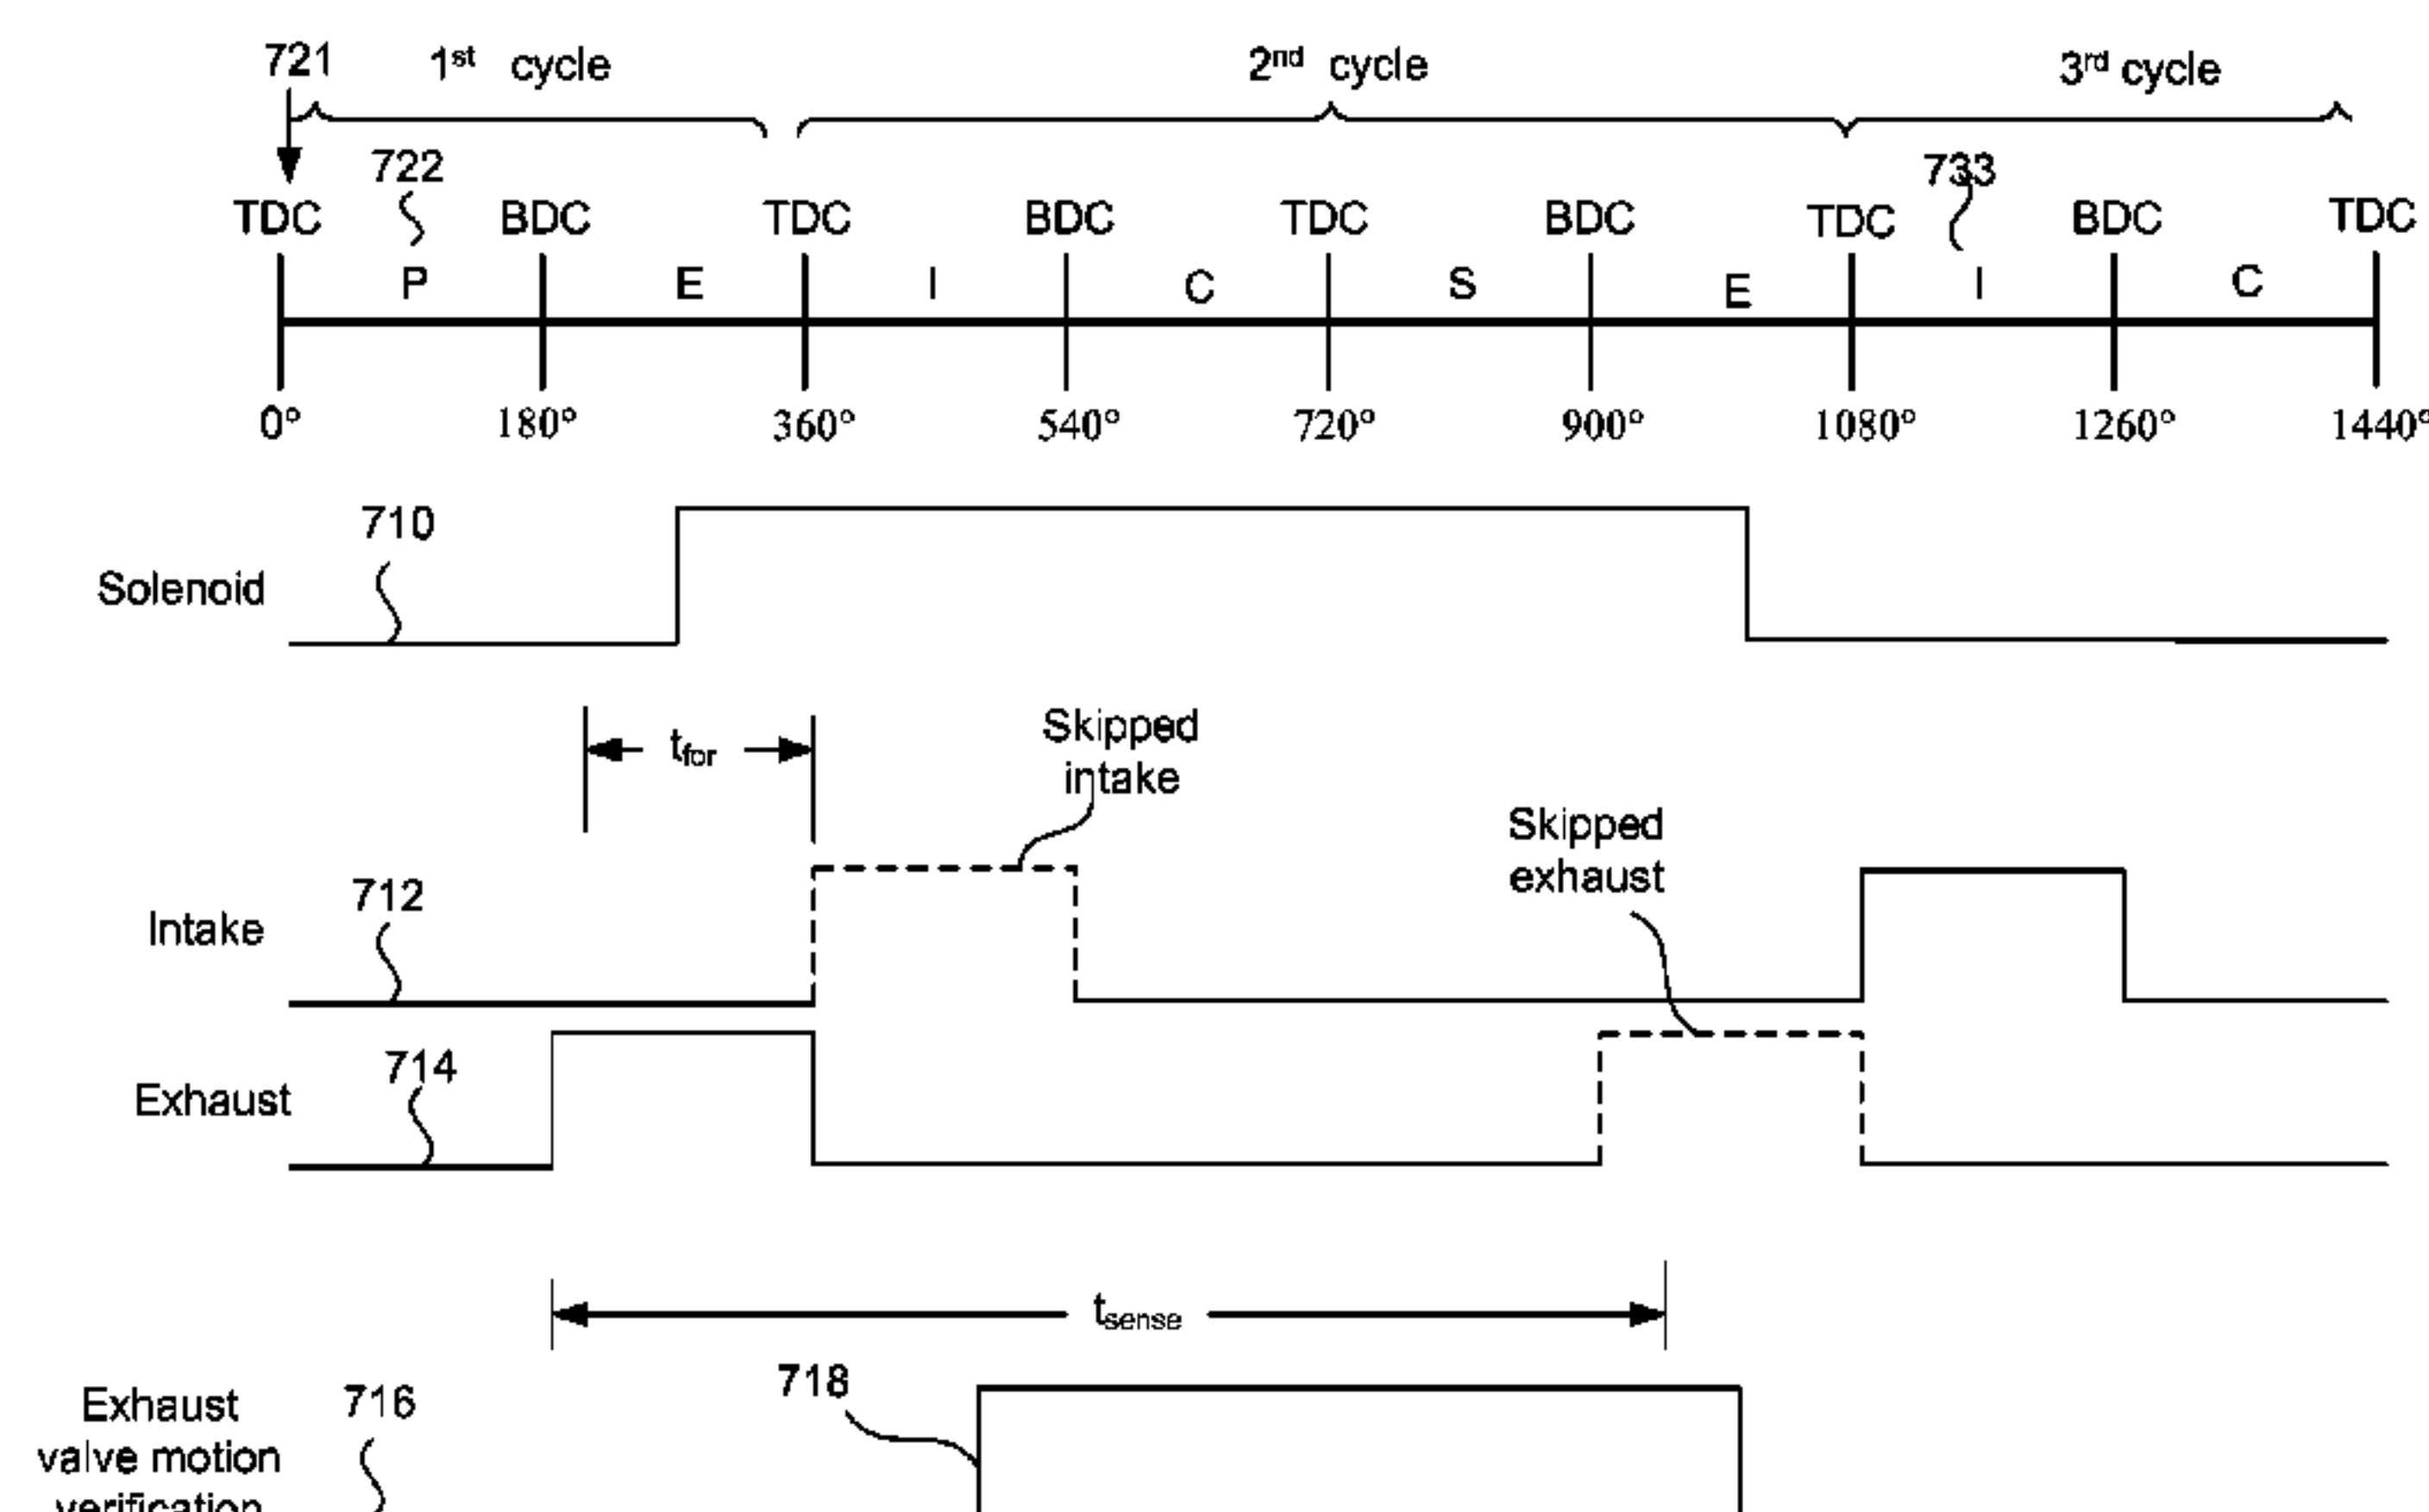 721 1st cycle 2nd cycle 3rd cycle
722 733
TDC BDC TDC BDC TDC BDC TDC BDC TDC
P E I C S E I C
0° 180° 360° 540° 720° 900° 1080° 1260° 1440°
710
Solenoid
tfor
Skipped
intake
Skipped
exhaust
712
Intake
714
Exhaust
tsense
718
716
Exhaust
valve motion
verification